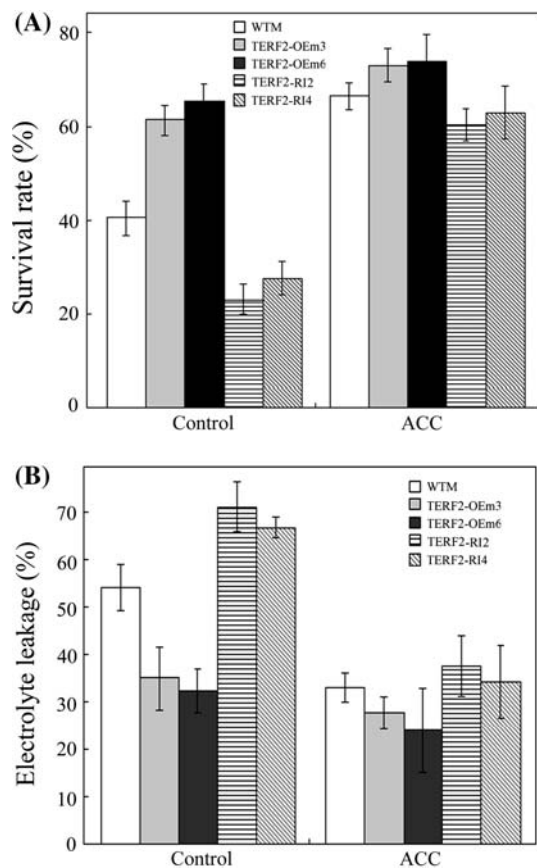 (A)
WTM
TERF2-OEm3
TERF2-OEm6
TERF2-RI2
TERF2-RI4
Survival rate (%)
80
60
40
20
0
Control
ACC
(B)
WTM
TERF2-OEm3
TERF2-OEm6
TERF2-RI2
TERF2-RI4
Electrolyte leakage (%)
70
60
50
40
30
30
10
0
Control
ACC